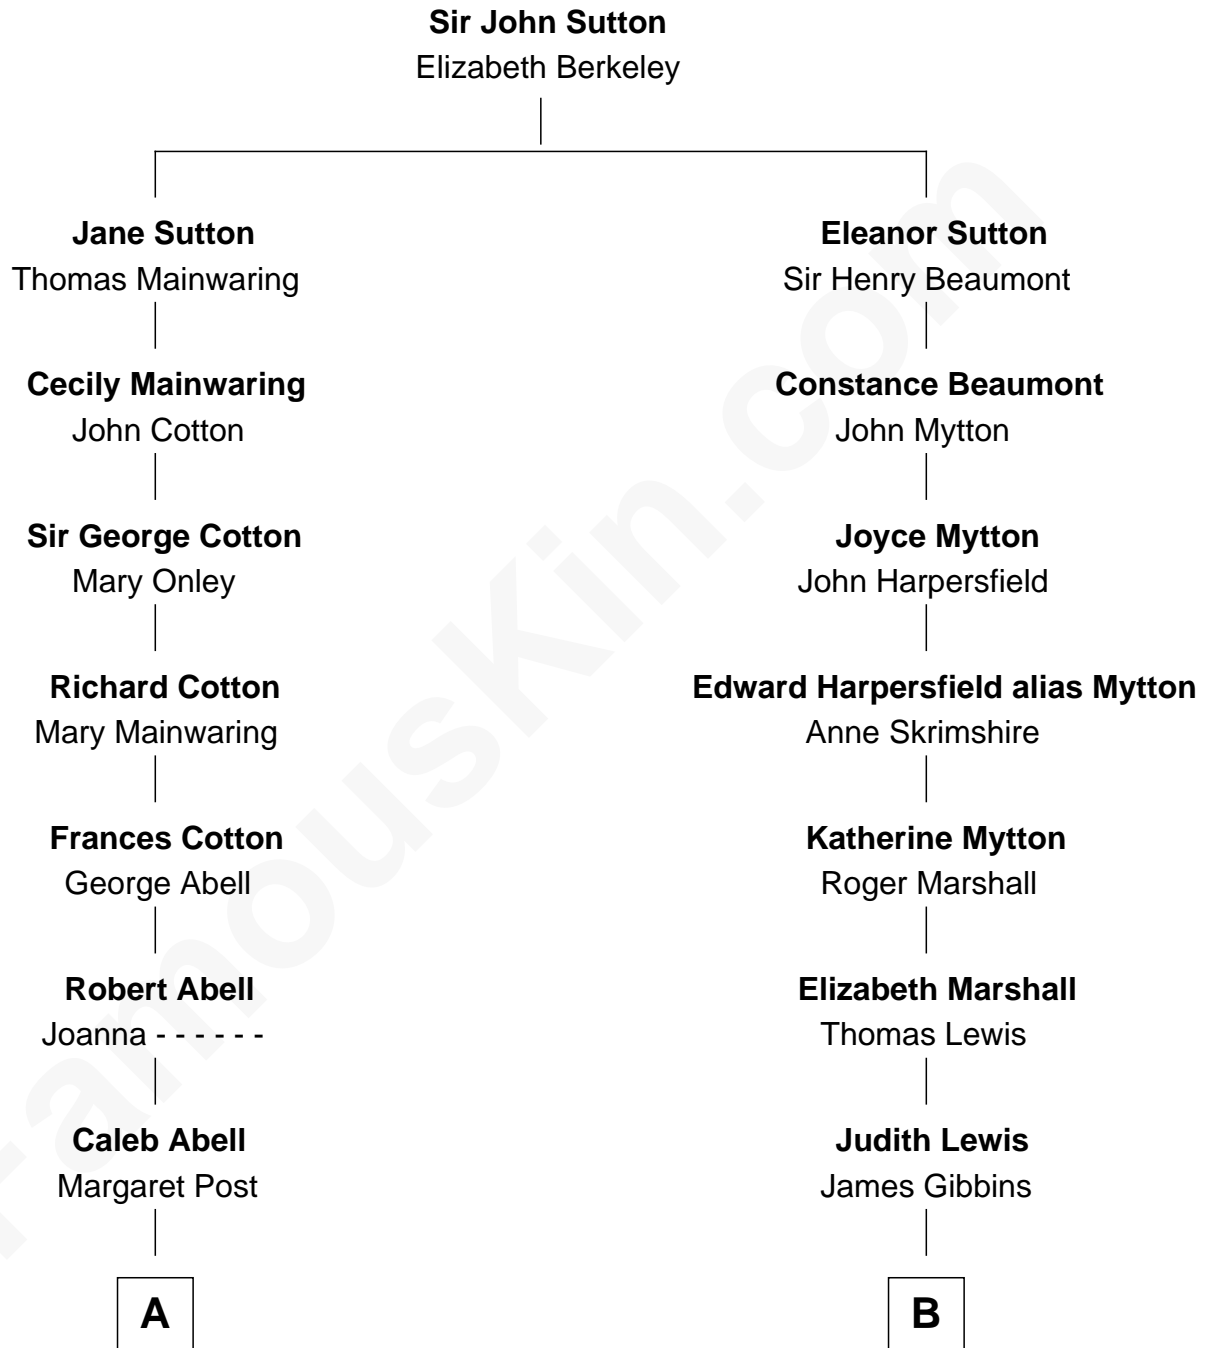 Sir John Sutton
Elizabeth Berkeley
Jane Sutton
Thomas Mainwaring
Eleanor Sutton
Sir Henry Beaumont
Cecily Mainwaring
John Cotton
Constance Beaumont
John Mytton
Sir George Cotton
Mary Onley
Joyce Mytton
John Harpersfield
Richard Cotton
Mary Mainwaring
Edward Harpersfield alias Mytton
Anne Skrimshire
Frances Cotton
George Abell
Katherine Mytton
Roger Marshall
Robert Abell
Joanna - - - - - -
Elizabeth Marshall
Thomas Lewis
Caleb Abell
Margaret Post
Judith Lewis
James Gibbins
A
B
FamousKin.com